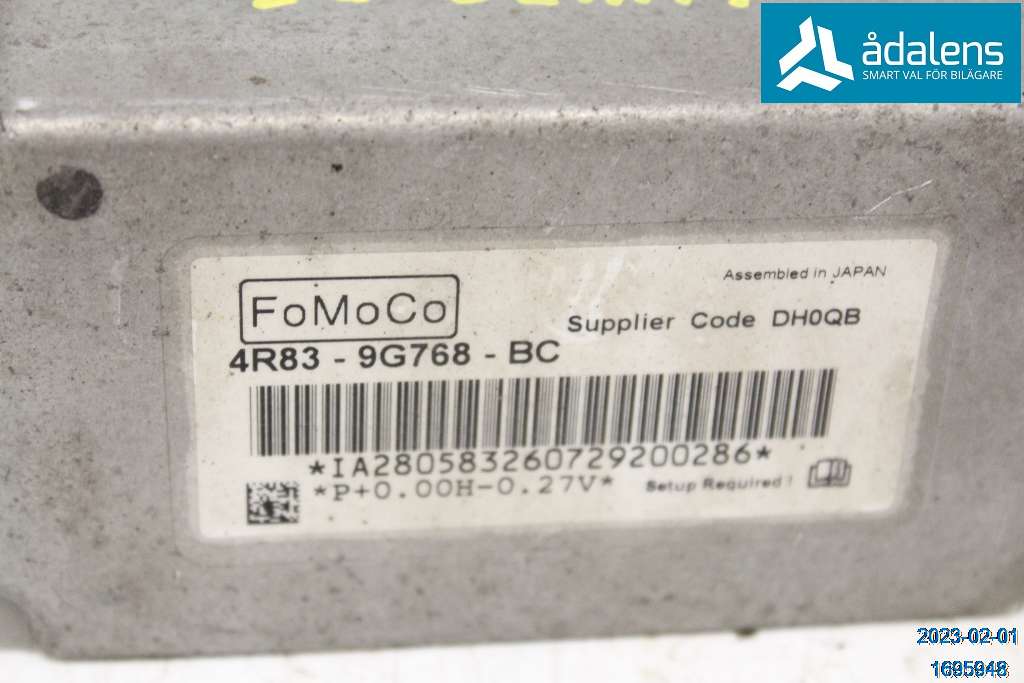 ådalens
SMART VAL FÖR BILÄGARE
Assembled in JAPAN
FoMoCo
Supplier Code DH0QB
4R83 - 9G768 - BC
*IA280583260729200286*
*P+0.00H-0.27V*
Setup Required!
2023-02-01
1695948